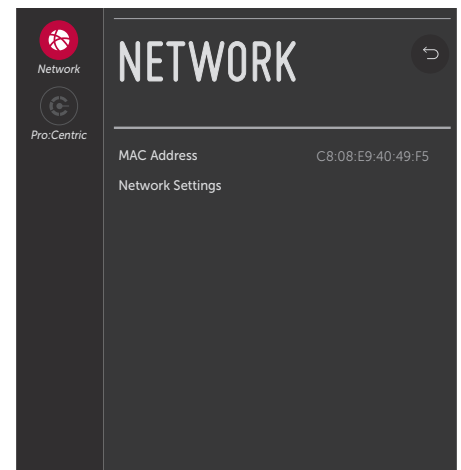 Network
Pro:Centric
NETWORK
MAC Address C8:08:E9:40:49:F5
Network Settings